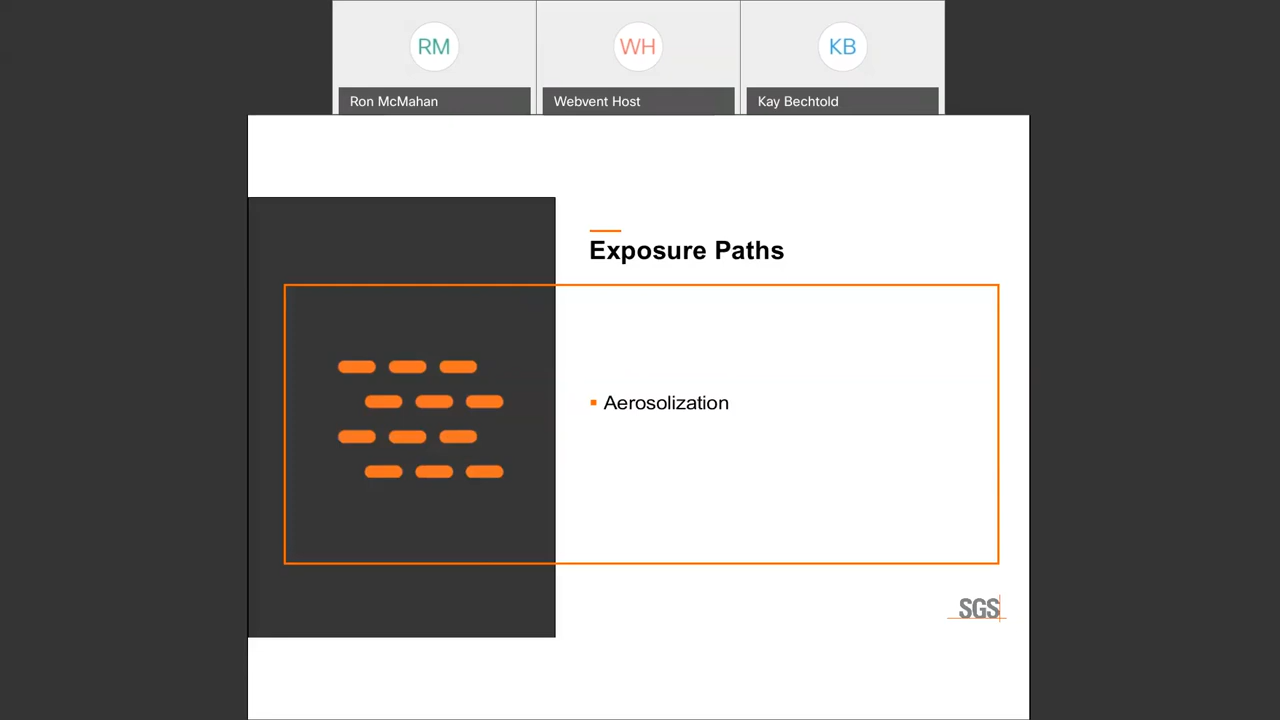 RM
WH
KB
Ron McMahan
Webvent Host
Kay Bechtold
Exposure Paths
Aerosolization
SGS